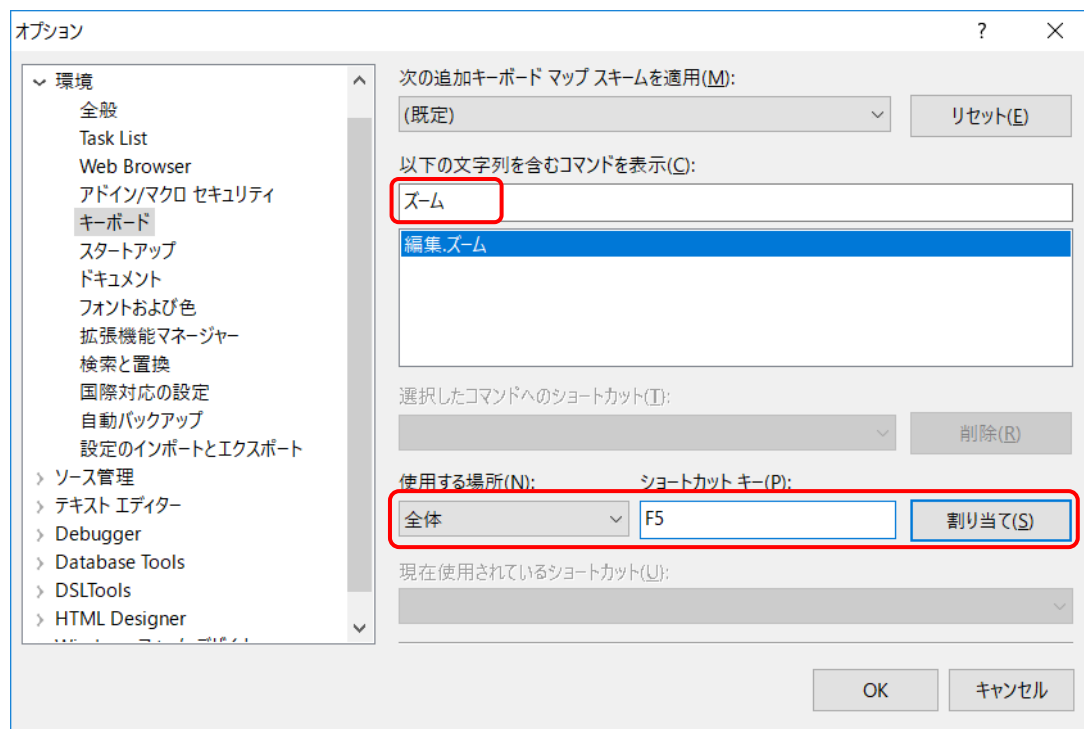 オプション
環境
全般
Task List
Web Browser
アドイン/マクロ セキュリティ
キーボード
スタートアップ
ドキュメント
フォントおよび色
拡張機能マネージャー
検索と置換
国際対応の設定
自動バックアップ
設定のインポートとエクスポート
ソース管理
テキスト エディター
Debugger
Database Tools
DSLTools
HTML Designer
次の追加キーボード マップ スキームを適用(M):
(既定)
リセット(E)
以下の文字列を含むコマンドを表示(C):
ズーム
編集.ズーム
選択したコマンドへのショートカット(T):
削除(R)
使用する場所(N): ショートカット キー(P):
全体 F5 割り当て(S)
現在使用されているショートカット(U):
OK キャンセル